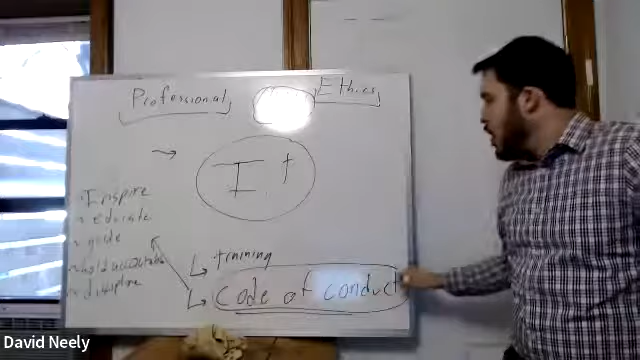 Professional Ethics
→ I t
- Inspire
~ educate
~ guide
~ hold accountable
~ discipline
↳ training
↳ Code of conduct
David Neely